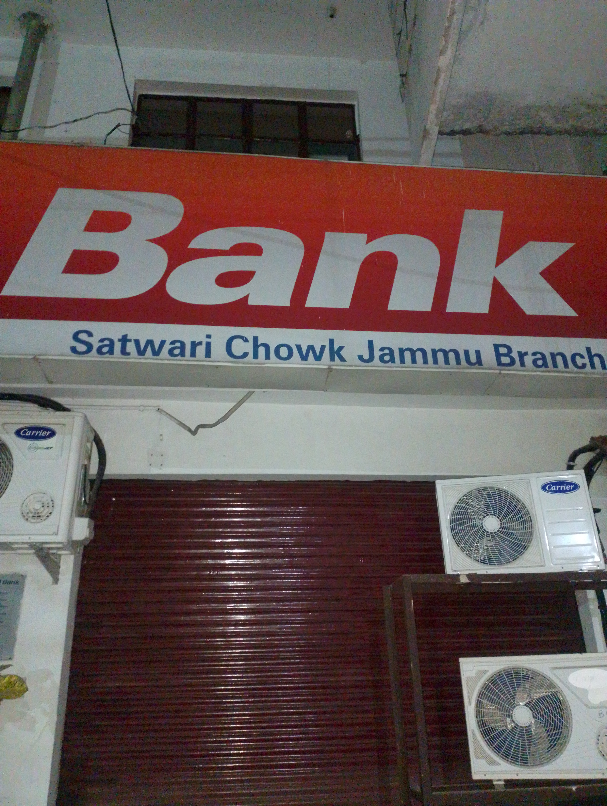 Bank
Satwari Chowk Jammu Branch
Carrier
Carrier